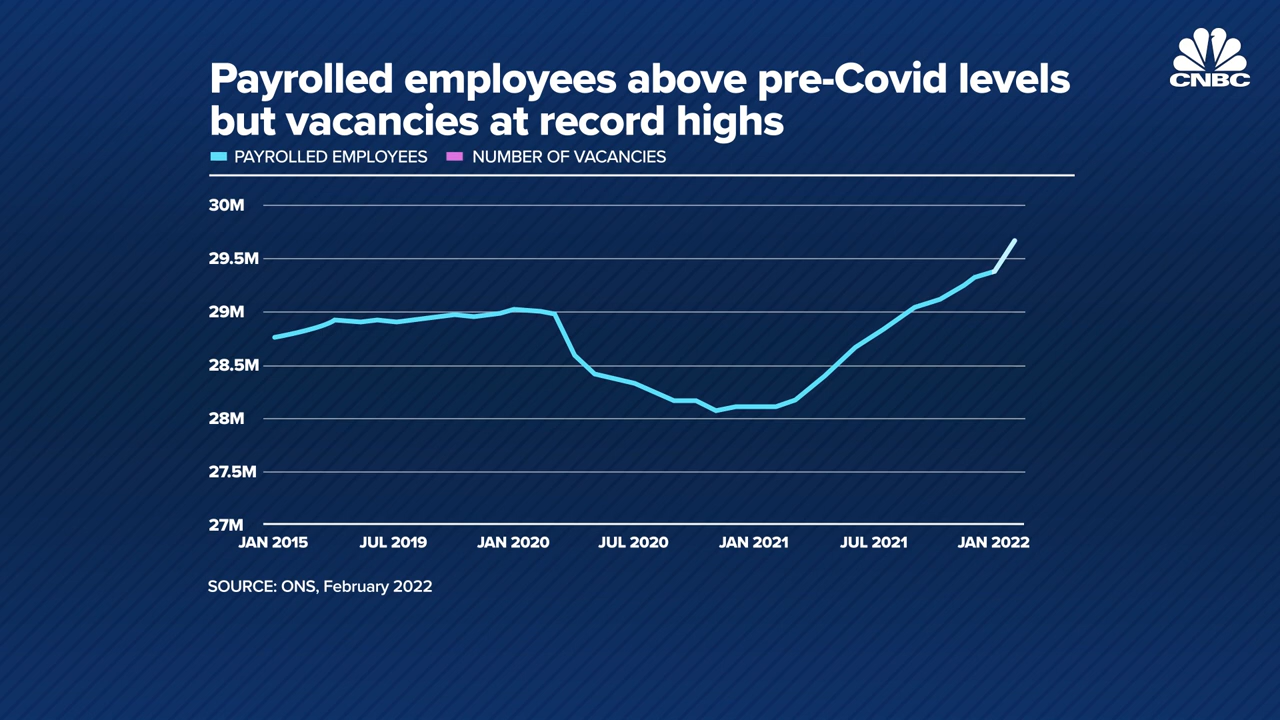 CNBC
Payrolled employees above pre-Covid levels
but vacancies at record highs
PAYROLLED EMPLOYEES NUMBER OF VACANCIES
30M
29.5M
29M
28.5M
28M
27.5M
27M
JAN 2015 JUL 2019 JAN 2020 JUL 2020 JAN 2021 JUL 2021 JAN 2022
SOURCE: ONS, February 2022